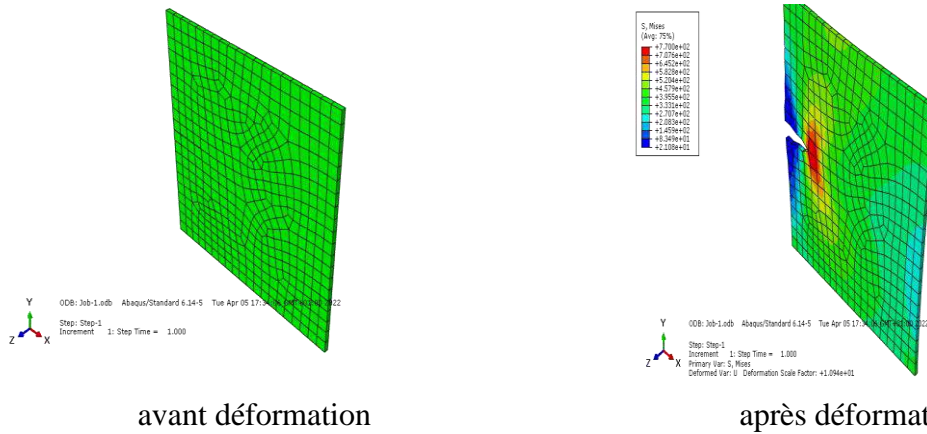 S, Mises
(Avg: 75%)
+7.700e+02
+7.076e+02
+6.452e+02
+5.828e+02
+5.204e+02
+4.579e+02
+3.955e+02
+3.331e+02
+2.707e+02
+2.083e+02
+1.459e+02
+8.349e+01
+2.108e+01
Y
Z
X
ODB: Job-1.odb Abaqus/Standard 6.14-5 Tue Apr 05 2022
Step: Step-1
Increment 1: Step Time = 1.000
Y
Z
X
ODB: Job-1.odb Abaqus/Standard 6.14-5 Tue Apr 05
Step: Step-1
Increment 1: Step Time = 1.000
Primary Var: S, Mises
Deformed Var: U Deformation Scale Factor: +1.094e+01
avant déformation
après déformat